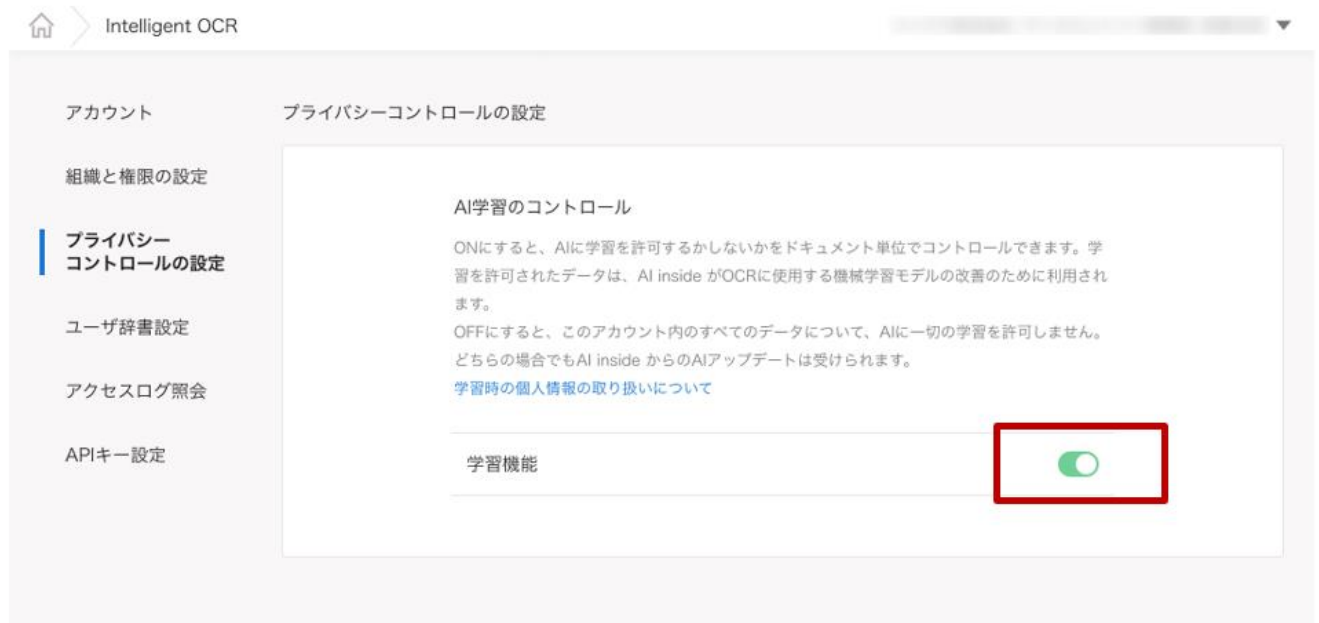 Intelligent OCR
アカウント
組織と権限の設定
プライバシー
コントロールの設定
ユーザ辞書設定
アクセスログ照会
APIキー設定
プライバシーコントロールの設定
AI学習のコントロール
ONにすると、AIに学習を許可するかしないかをドキュメント単位でコントロールできます。学
習を許可されたデータは、AI inside がOCRに使用する機械学習モデルの改善のために利用され
ます。
OFFにすると、このアカウント内のすべてのデータについて、AIに一切の学習を許可しません。
どちらの場合でもAI inside からのAIアップデートは受けられます。
学習時の個人情報の取り扱いについて
学習機能